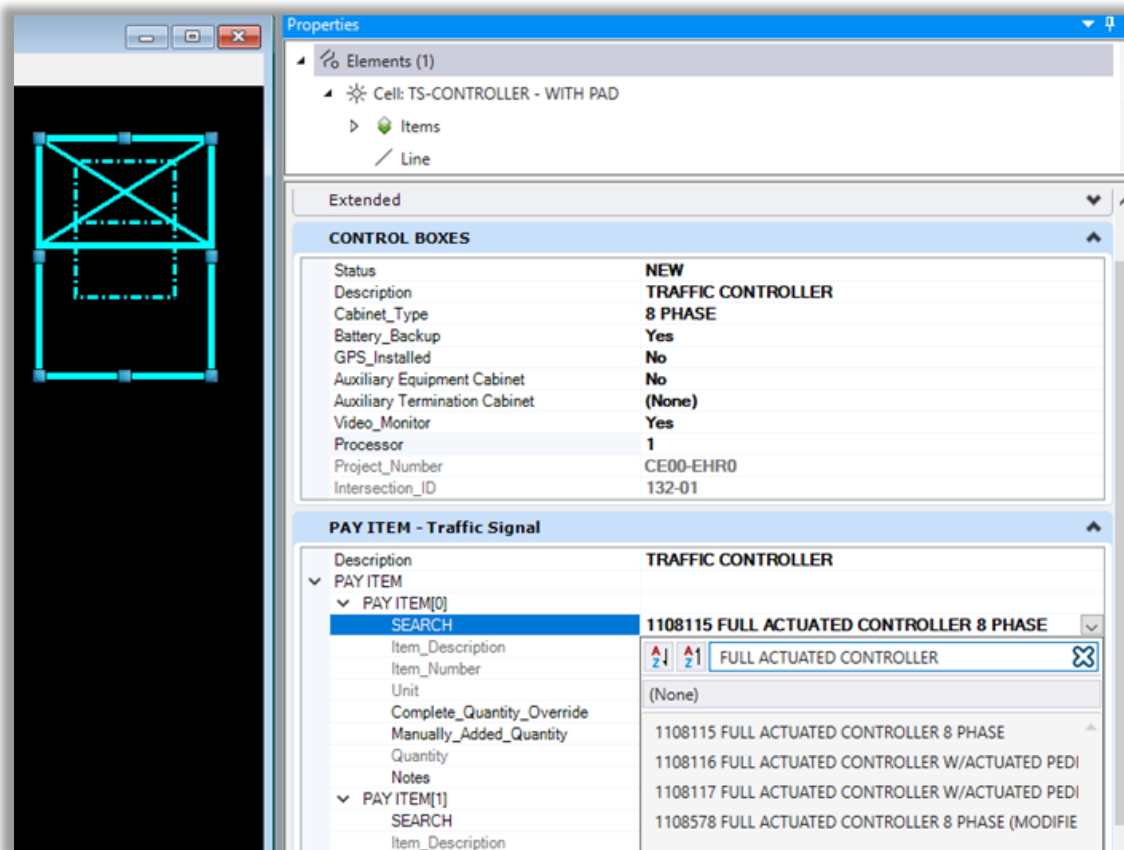 Properties
Elements (1)
Cell: TS-CONTROLLER - WITH PAD
Items
Line
Extended
CONTROL BOXES
Status NEW
Description TRAFFIC CONTROLLER
Cabinet_Type 8 PHASE
Battery_Backup Yes
GPS_Installed No
Auxiliary Equipment Cabinet No
Auxiliary Termination Cabinet (None)
Video_Monitor Yes
Processor 1
Project_Number CE00-EHR0
Intersection_ID 132-01
PAY ITEM - Traffic Signal
Description TRAFFIC CONTROLLER
PAY ITEM
PAY ITEM[0]
SEARCH 1108115 FULL ACTUATED CONTROLLER 8 PHASE
Item_Description FULL ACTUATED CONTROLLER
Item_Number
Unit (None)
Complete_Quantity_Override
Manually_Added_Quantity 1108115 FULL ACTUATED CONTROLLER 8 PHASE
Quantity 1108116 FULL ACTUATED CONTROLLER W/ACTUATED PEDI
Notes
PAY ITEM[1] 1108117 FULL ACTUATED CONTROLLER W/ACTUATED PEDI
SEARCH 1108578 FULL ACTUATED CONTROLLER 8 PHASE (MODIFIE
Item_Description